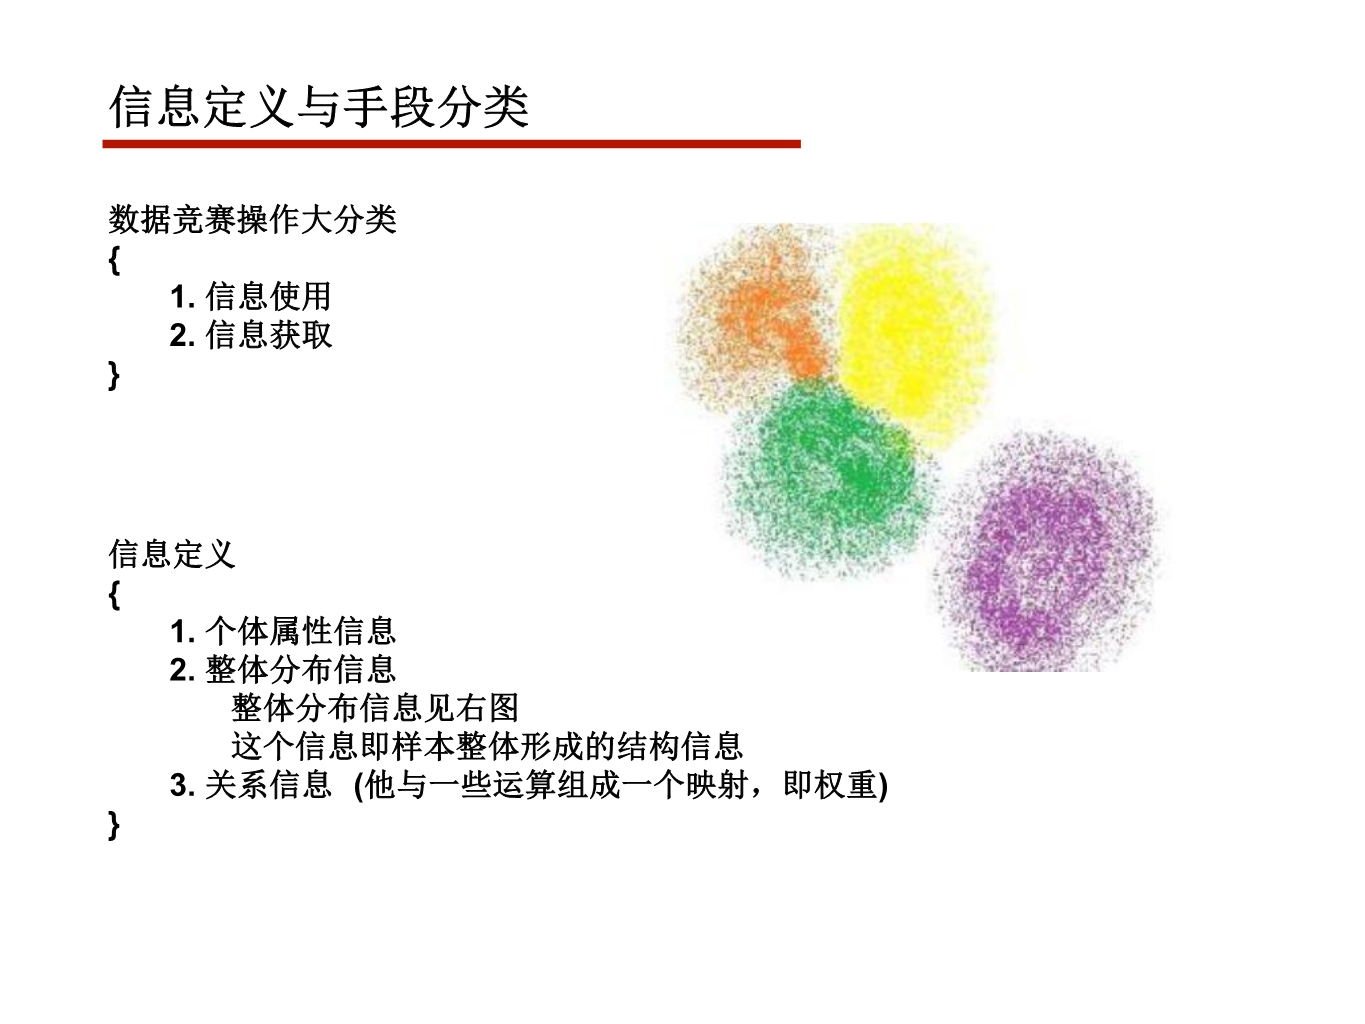 信息定义与手段分类
数据竞赛操作大分类
{
1. 信息使用
2. 信息获取
}
信息定义
{
1. 个体属性信息
2. 整体分布信息
整体分布信息见右图
这个信息即样本整体形成的结构信息
3. 关系信息 (他与一些运算组成一个映射，即权重)
}